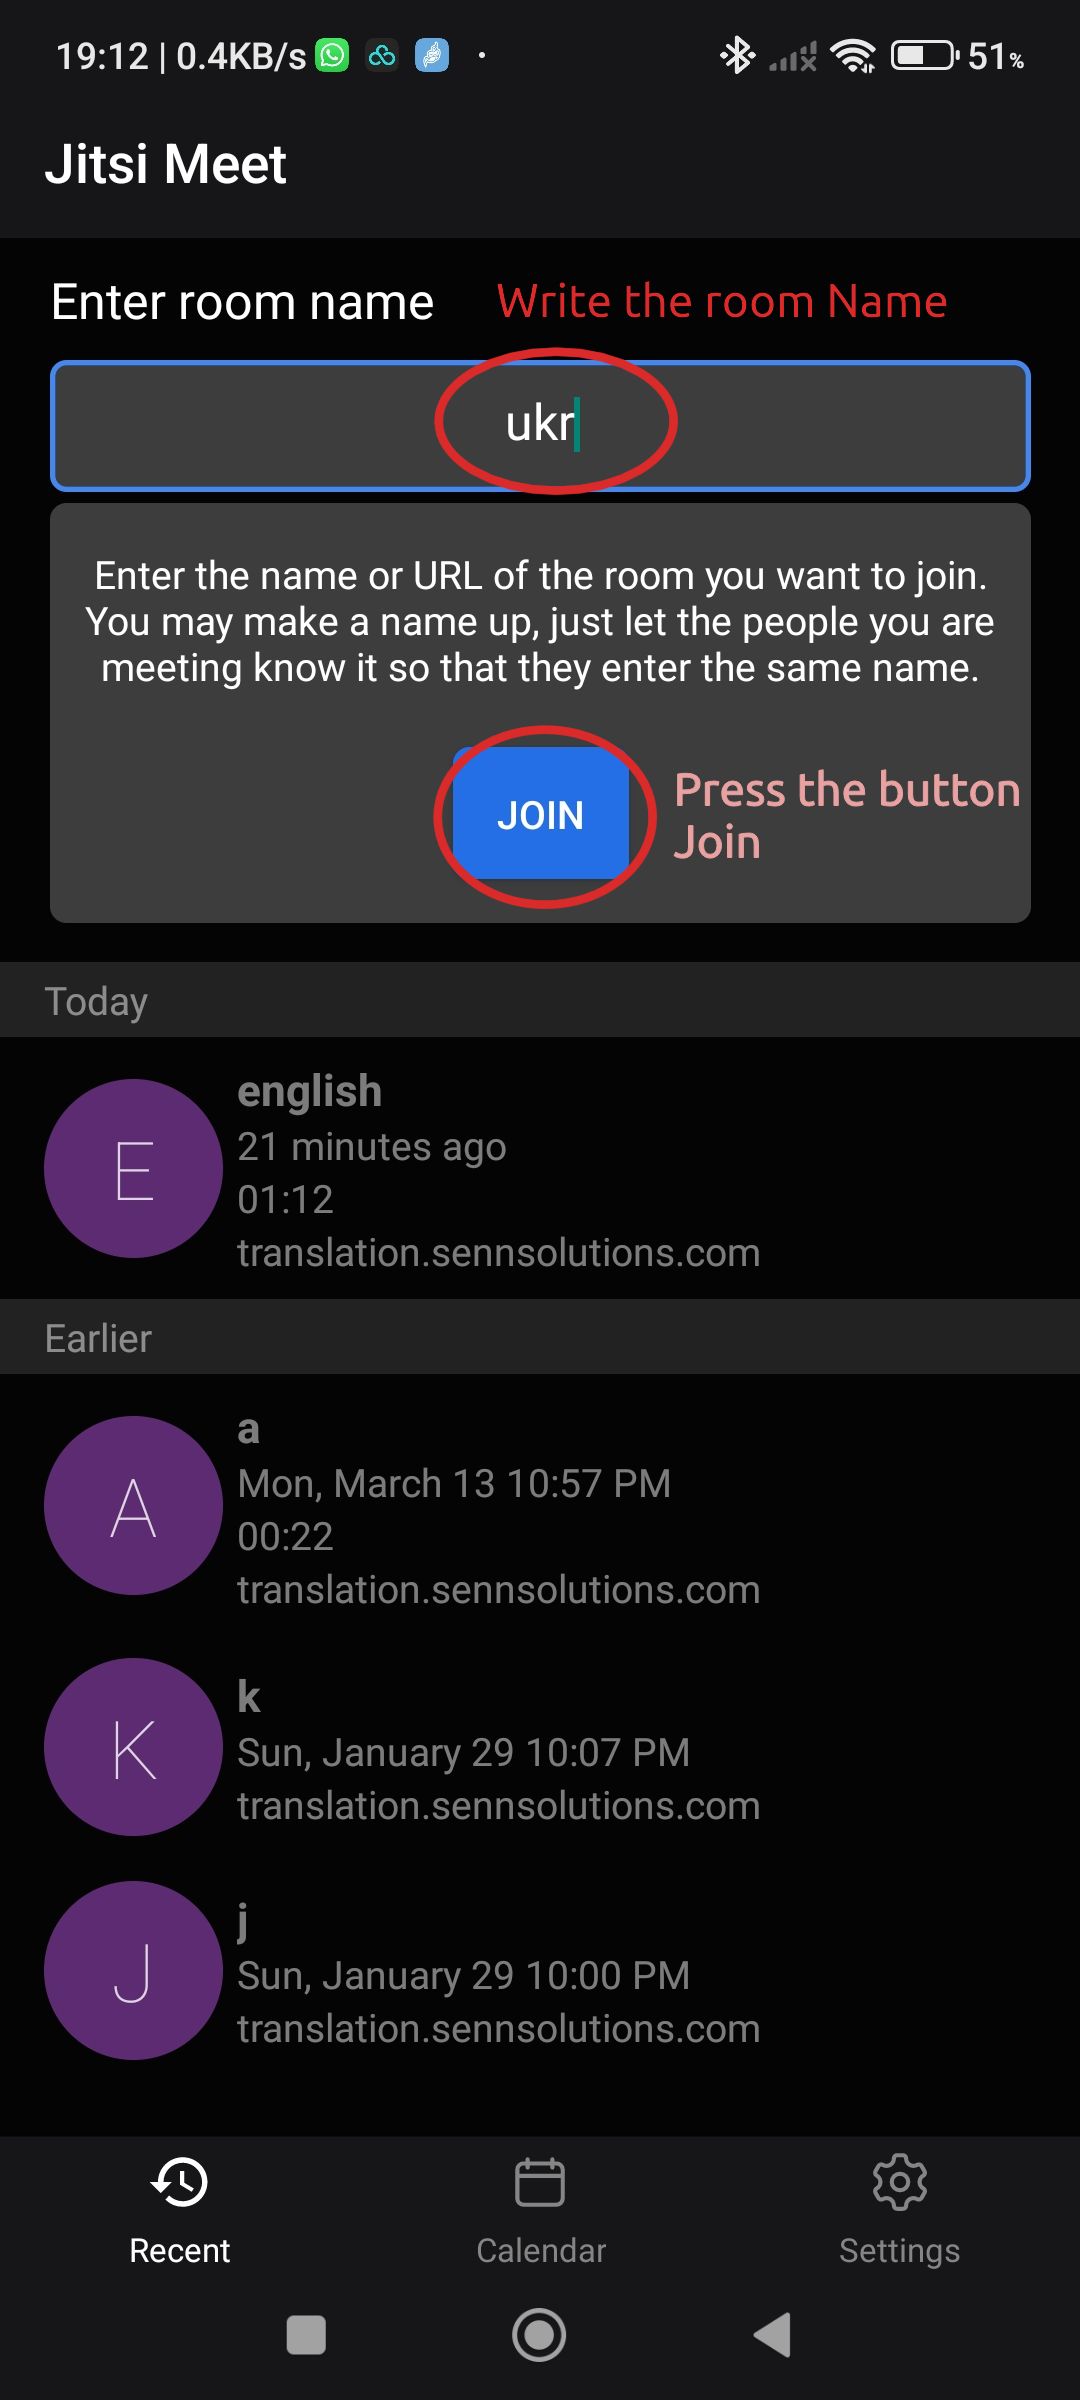 19:12 | 0.4KB/s 51%
Jitsi Meet
Enter room name Write the room Name
ukr
Enter the name or URL of the room you want to join.
You may make a name up, just let the people you are
meeting know it so that they enter the same name.
JOIN
Press the button
Join
Today
E
english
21 minutes ago
01:12
translation.sennsolutions.com
Earlier
A
a
Mon, March 13 10:57 PM
00:22
translation.sennsolutions.com
K
k
Sun, January 29 10:07 PM
translation.sennsolutions.com
J
j
Sun, January 29 10:00 PM
translation.sennsolutions.com
Recent Calendar Settings